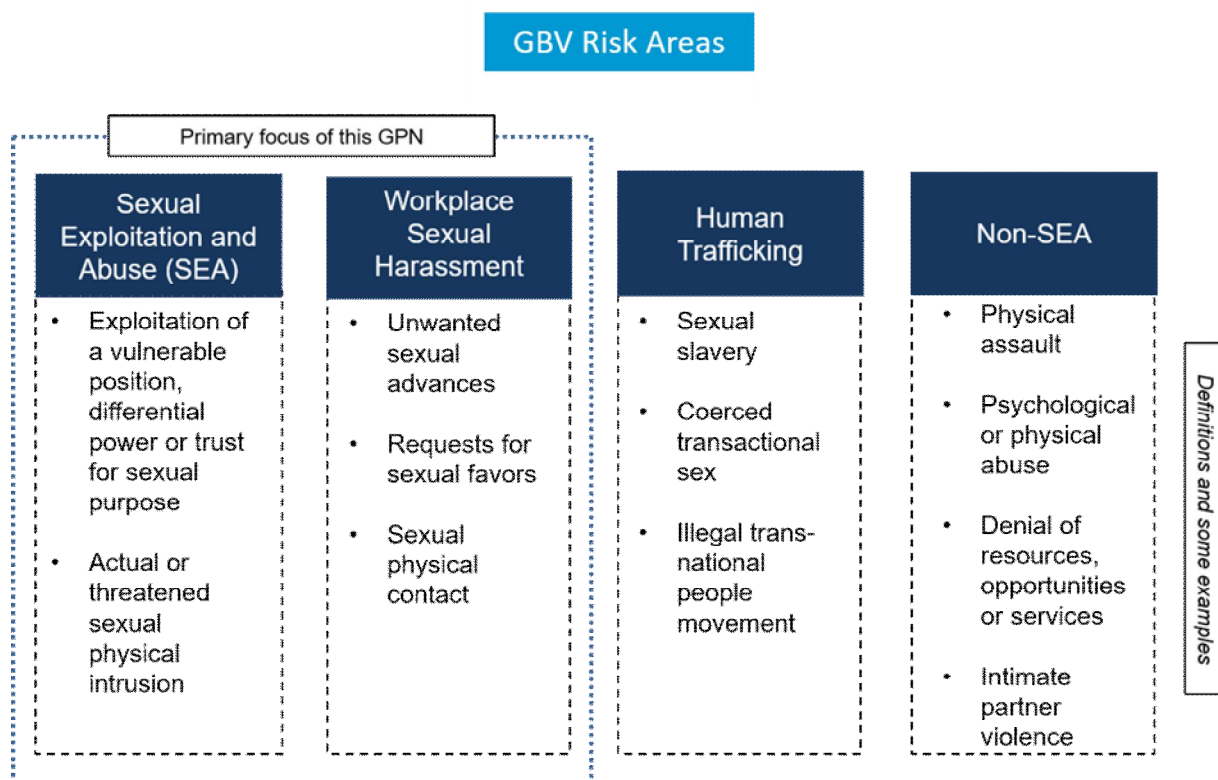 GBV Risk Areas
Primary focus of this GPN
Sexual
Exploitation and
Abuse (SEA)
• Exploitation of
a vulnerable
position,
differential
power or trust
for sexual
purpose
• Actual or
threatened
sexual
physical
intrusion
Workplace
Sexual
Harassment
• Unwanted
sexual
advances
• Requests for
sexual favors
• Sexual
physical
contact
Human
Trafficking
• Sexual
slavery
• Coerced
transactional
sex
• Illegal trans-
national
people
movement
Non-SEA
• Physical
assault
• Psychological
or physical
abuse
• Denial of
resources,
opportunities
or services
• Intimate
partner
violence
Definitions and some examples